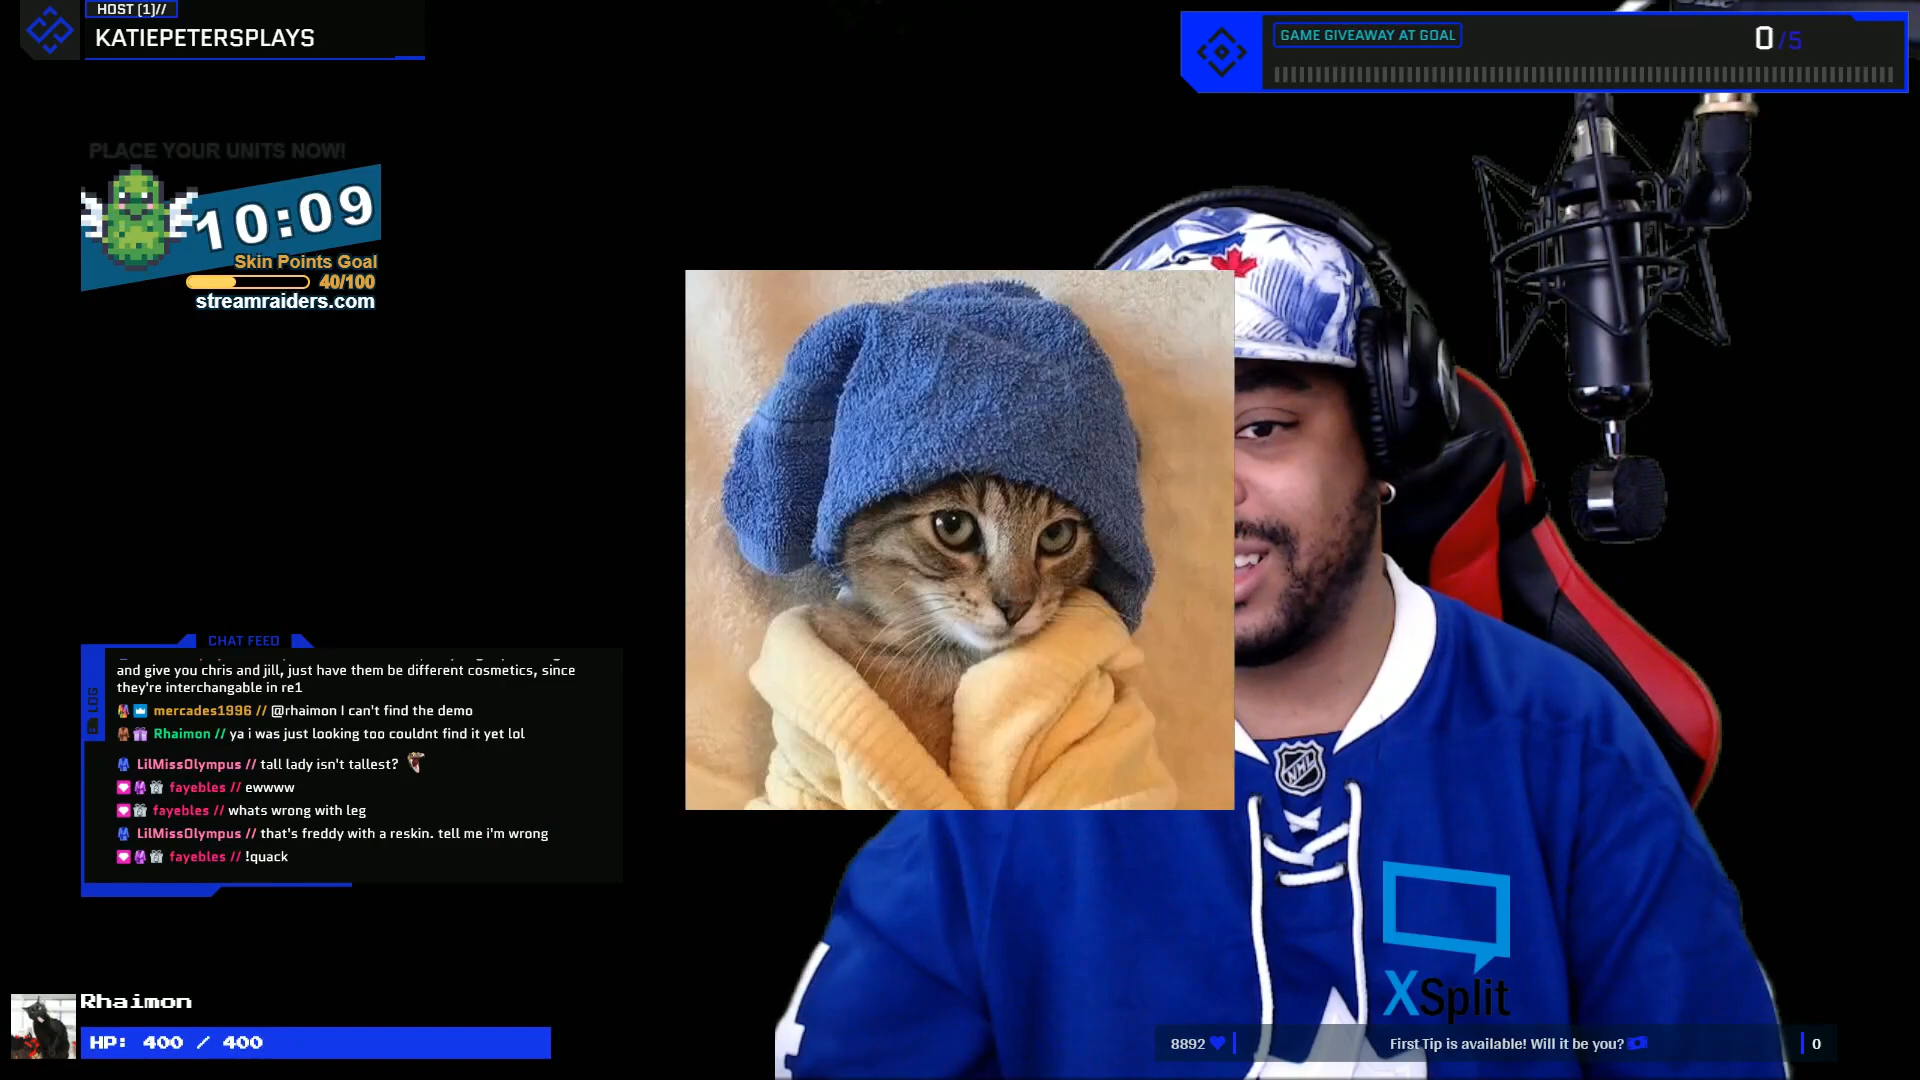 HOST [1]//
KATIEPETERSPLAYS
GAME GIVEAWAY AT GOAL
0/5
PLACE YOUR UNITS NOW!
10:09
Skin Points Goal
40/100
streamraiders.com
CHAT FEED
LOG
and give you chris and jill, just have them be different cosmetics, since
they're interchangable in re1
mercades1996 // @rhaimon I can't find the demo
Rhaimon // ya i was just looking too couldnt find it yet lol
LilMissOlympus // tall lady isn't tallest?
fayebles // ewwww
fayebles // whats wrong with leg
LilMissOlympus // that's freddy with a reskin. tell me i'm wrong
fayebles // !quack
NHL
XSplit
Rhaimon
HP: 400 / 400
8892
First Tip is available! Will it be you?
0